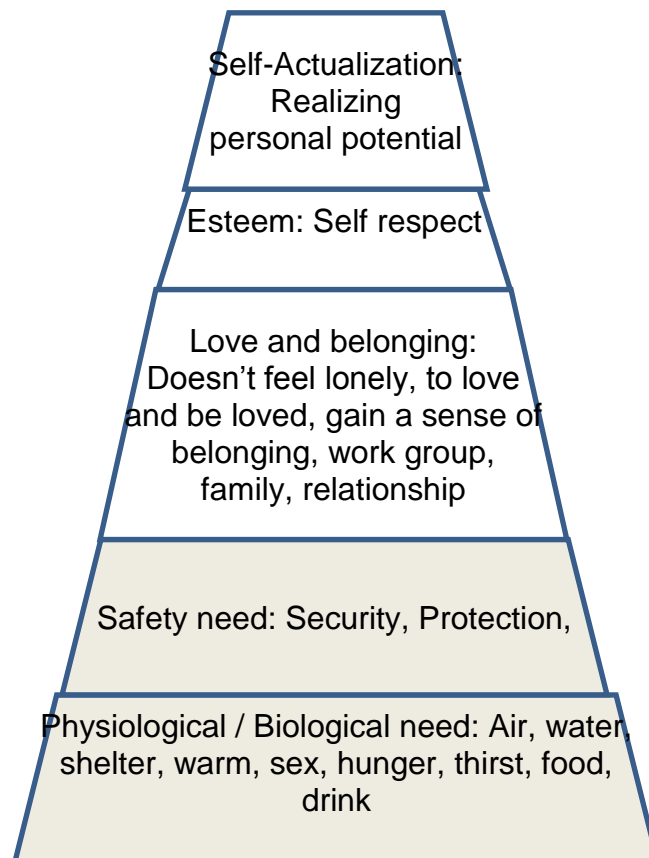 Self-Actualization:
Realizing
personal potential
Esteem: Self respect
Love and belonging:
Doesn’t feel lonely, to love
and be loved, gain a sense of
belonging, work group,
family, relationship
Safety need: Security, Protection,
Physiological / Biological need: Air, water,
shelter, warm, sex, hunger, thirst, food,
drink